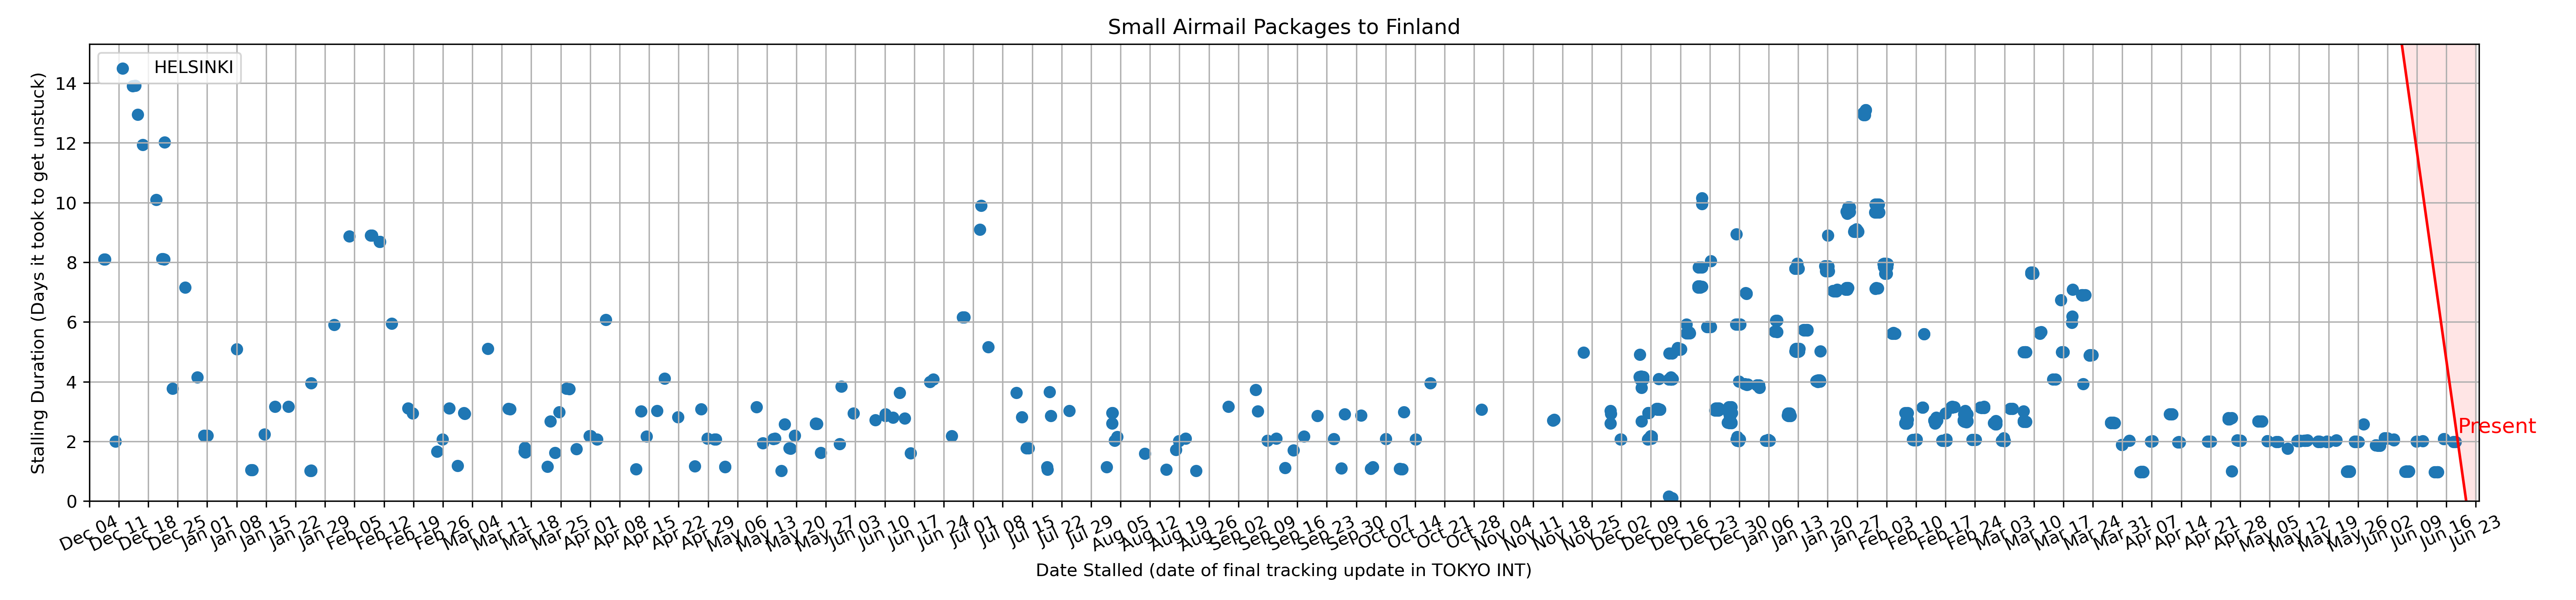 Small Airmail Packages to Finland
HELSINKI
Stalling Duration (Days it took to get unstuck)
14
12
10
8
6
4
2
0
Present
Dec 04
Dec 11
Dec 18
Dec 25
Jan 01
Jan 08
Jan 15
Jan 22
Jan 29
Feb 05
Feb 12
Feb 19
Feb 26
Mar 04
Mar 11
Mar 18
Mar 25
Apr 01
Apr 08
Apr 15
Apr 22
Apr 29
May 06
May 13
May 20
May 27
Jun 03
Jun 10
Jun 17
Jun 24
Jul 01
Jul 08
Jul 15
Jul 22
Jul 29
Aug 05
Aug 12
Aug 19
Aug 26
Sep 02
Sep 09
Sep 16
Sep 23
Sep 30
Oct 07
Oct 14
Oct 21
Oct 28
Nov 04
Nov 11
Nov 18
Nov 25
Dec 02
Dec 09
Dec 16
Dec 23
Dec 30
Jan 06
Jan 13
Jan 20
Jan 27
Feb 03
Feb 10
Feb 17
Feb 24
Mar 03
Mar 10
Mar 17
Mar 24
Mar 31
Apr 07
Apr 14
Apr 21
Apr 28
May 05
May 12
May 19
May 26
Jun 02
Jun 09
Jun 16
Jun 23
Date Stalled (date of final tracking update in TOKYO INT)